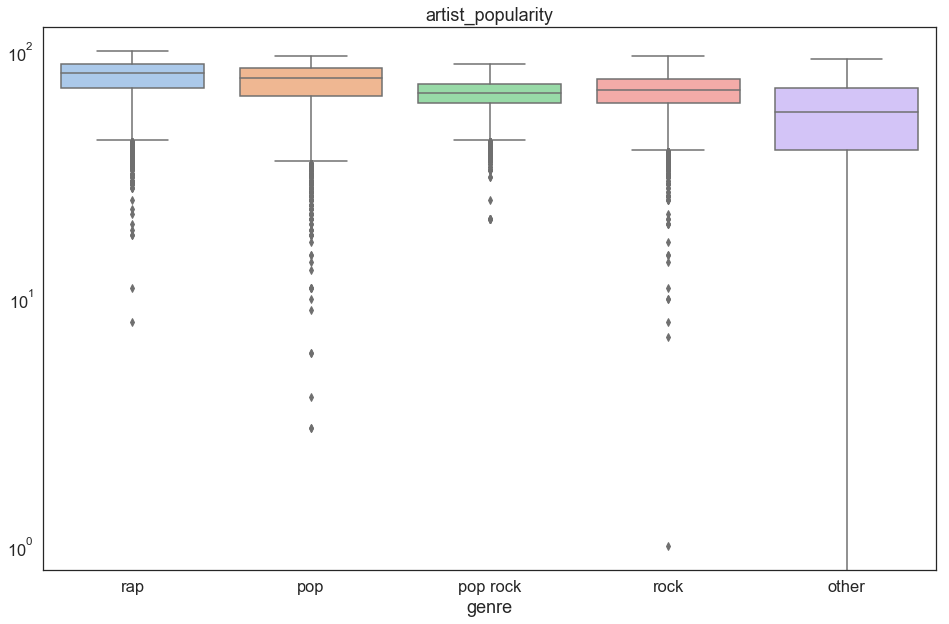 artist_popularity
10²
10¹
10⁰
rap pop pop rock rock other
genre